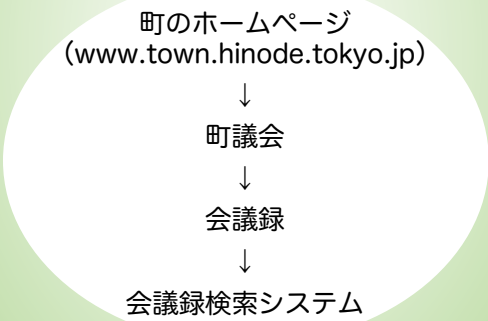 町のホームページ
（www.town.hinode.tokyo.jp）
↓
町議会
↓
会議録
↓
会議録検索システム